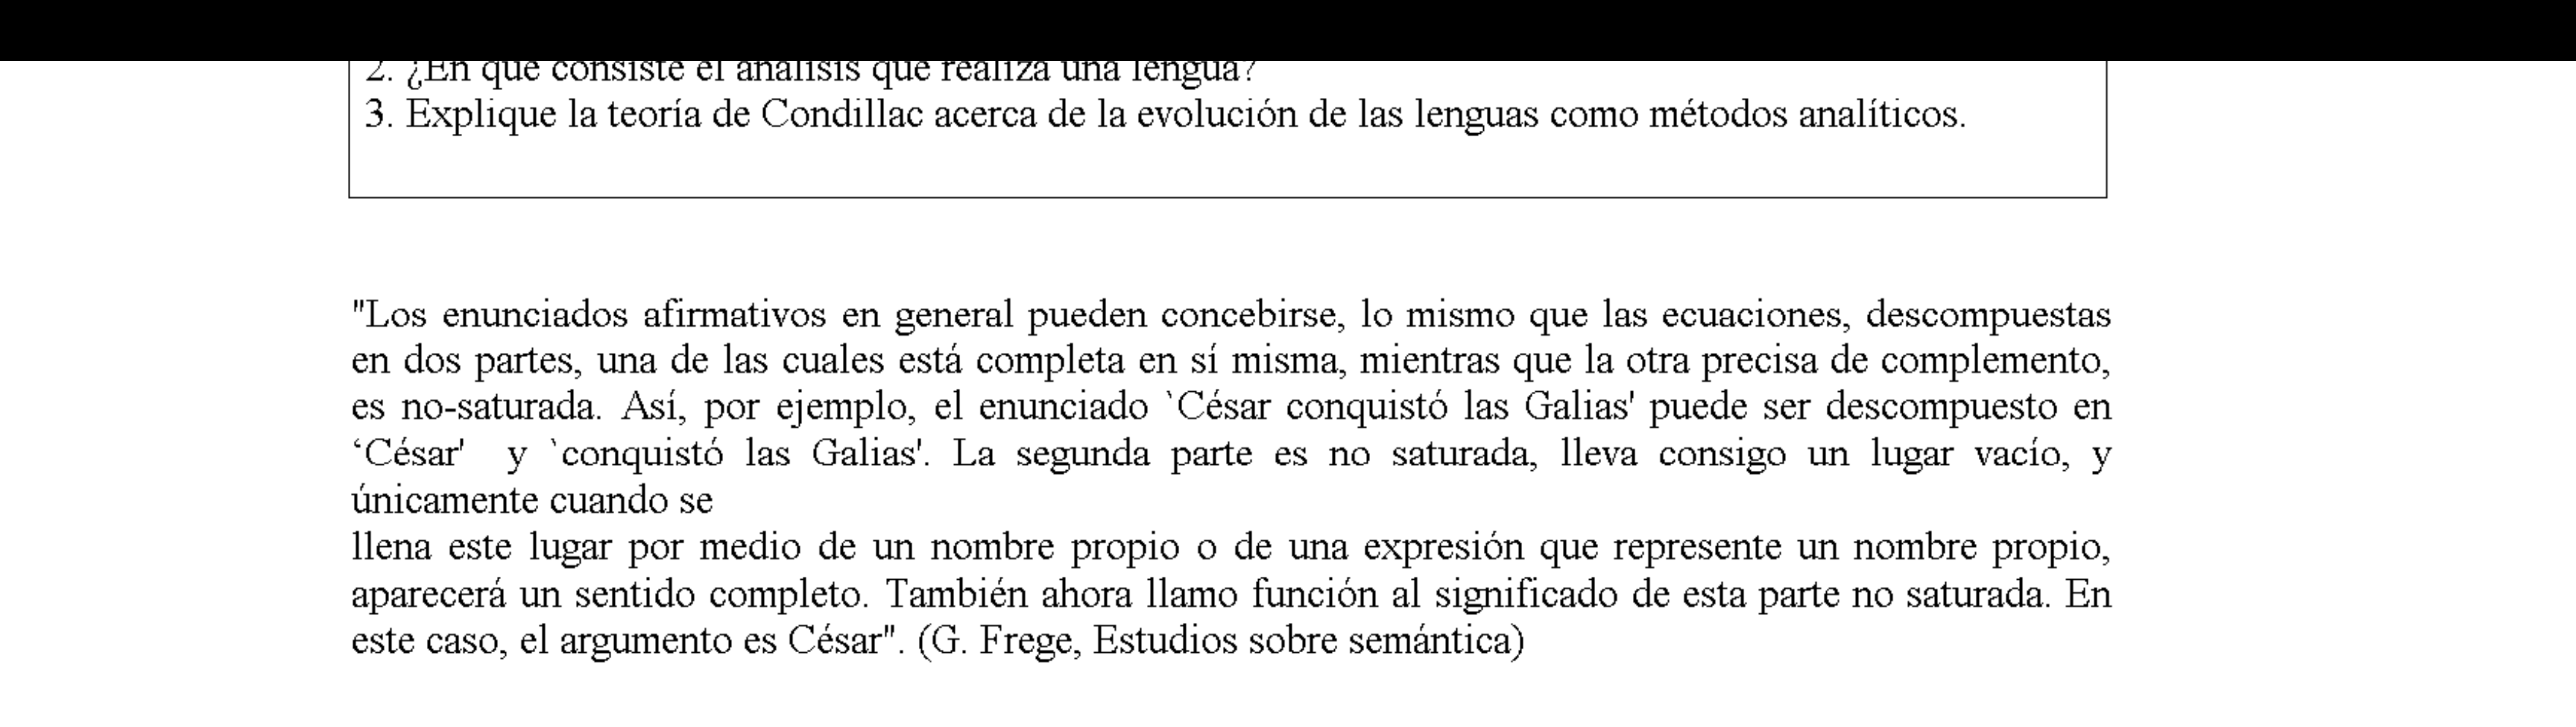 2. ¿En qué consiste el análisis que realiza una lengua?
3. Explique la teoría de Condillac acerca de la evolución de las lenguas como métodos analíticos.
"Los enunciados afirmativos en general pueden concebirse, lo mismo que las ecuaciones, descompuestas
en dos partes, una de las cuales está completa en sí misma, mientras que la otra precisa de complemento,
es no-saturada. Así, por ejemplo, el enunciado `César conquistó las Galias' puede ser descompuesto en
‘César' y `conquistó las Galias'. La segunda parte es no saturada, lleva consigo un lugar vacío, y
únicamente cuando se
llena este lugar por medio de un nombre propio o de una expresión que represente un nombre propio,
aparecerá un sentido completo. También ahora llamo función al significado de esta parte no saturada. En
este caso, el argumento es César". (G. Frege, Estudios sobre semántica)